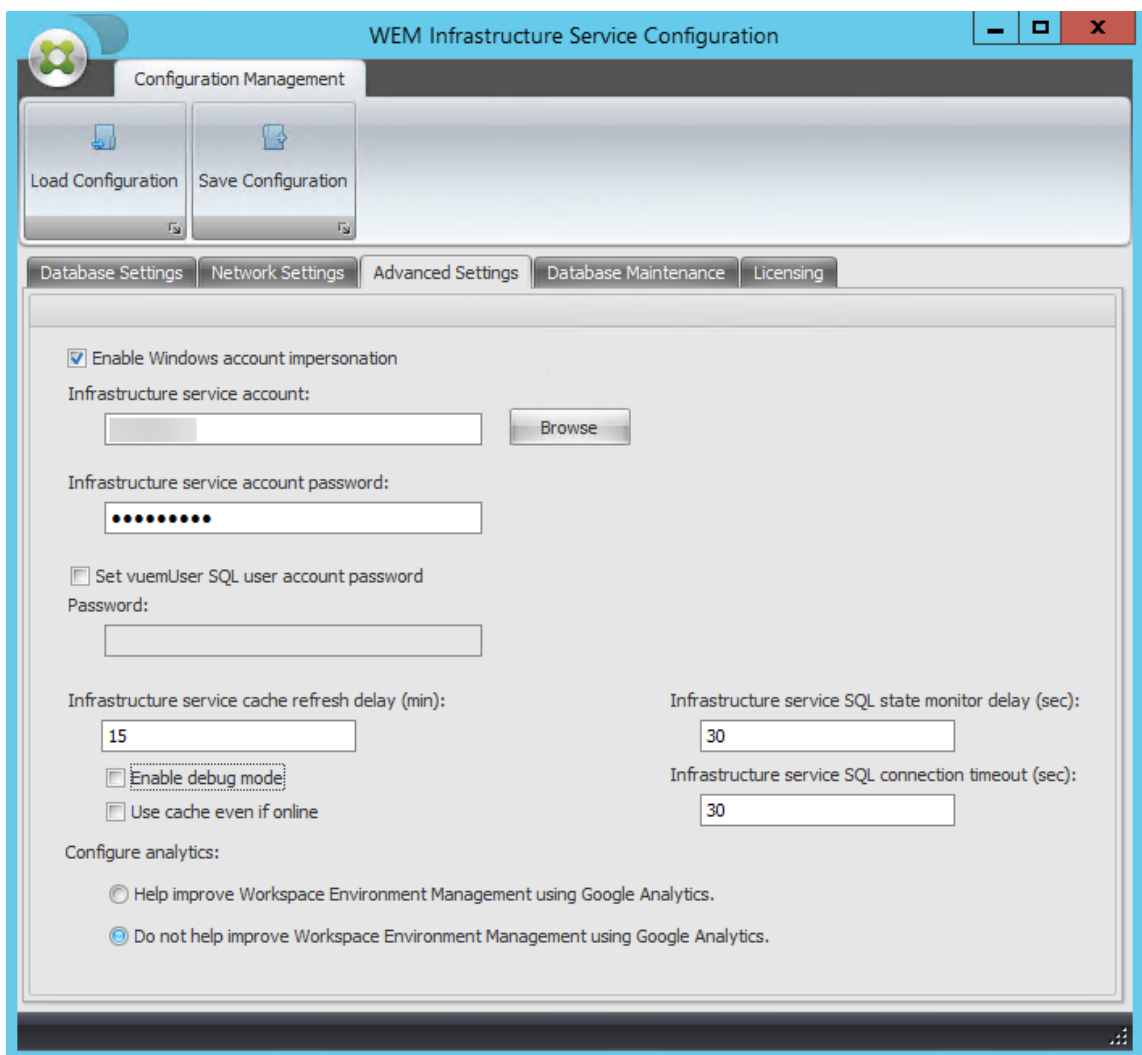 WEM Infrastructure Service Configuration
Configuration Management
Load Configuration
Save Configuration
Database Settings
Network Settings
Advanced Settings
Database Maintenance
Licensing
Enable Windows account impersonation
Infrastructure service account:
Browse
Infrastructure service account password:
•••••••••
Set vuemUser SQL user account password
Password:
Infrastructure service cache refresh delay (min):
Infrastructure service SQL state monitor delay (sec):
15
30
Enable debug mode
Infrastructure service SQL connection timeout (sec):
Use cache even if online
30
Configure analytics:
Help improve Workspace Environment Management using Google Analytics.
Do not help improve Workspace Environment Management using Google Analytics.